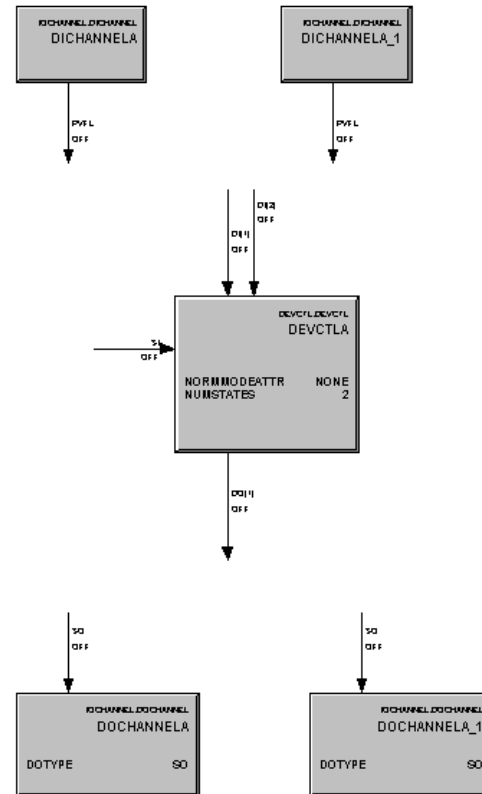 IOCHANNEL.DICHANNEL
DICHANNELA
IOCHANNEL.DICHANNEL
DICHANNELA_1
PVFL
OFF
PVFL
OFF
DI[2]
OFF
DI[1]
OFF
DEVCTL.DEVCTL
DEVCTLA
SI
OFF
NORMMODEATTR NONE
NUMSTATES 2
DO[1]
OFF
SO
OFF
SO
OFF
IOCHANNEL.DOCHANNEL
DOCHANNELA
DOTYPE SO
IOCHANNEL.DOCHANNEL
DOCHANNELA_1
DOTYPE SO